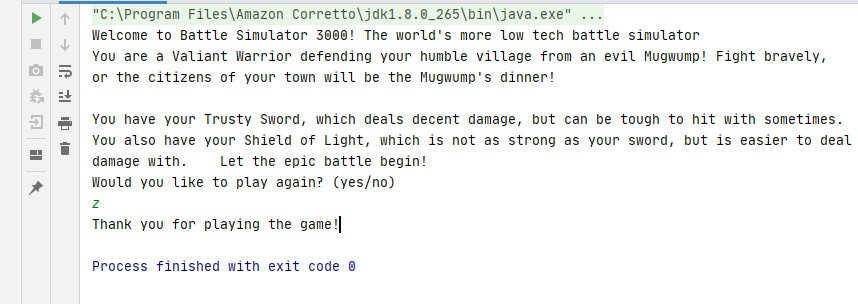 "C:\Program Files\Amazon Corretto\jdk1.8.0_265\bin\java.exe" ...
Welcome to Battle Simulator 3000! The world's more low tech battle simulator
You are a Valiant Warrior defending your humble village from an evil Mugwump! Fight bravely,
or the citizens of your town will be the Mugwump's dinner!
You have your Trusty Sword, which deals decent damage, but can be tough to hit with sometimes.
You also have your Shield of Light, which is not as strong as your sword, but is easier to deal
damage with.    Let the epic battle begin!
Would you like to play again? (yes/no)
z
Thank you for playing the game!
Process finished with exit code 0